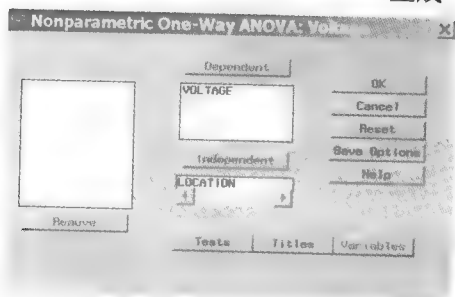 Nonparametric One-Way ANOVA:
Dependent
VOLTAGE
OK
Cancel
Reset
Save Options
Help
Independent
LOCATION
Remove
Tests
Titles
Variables